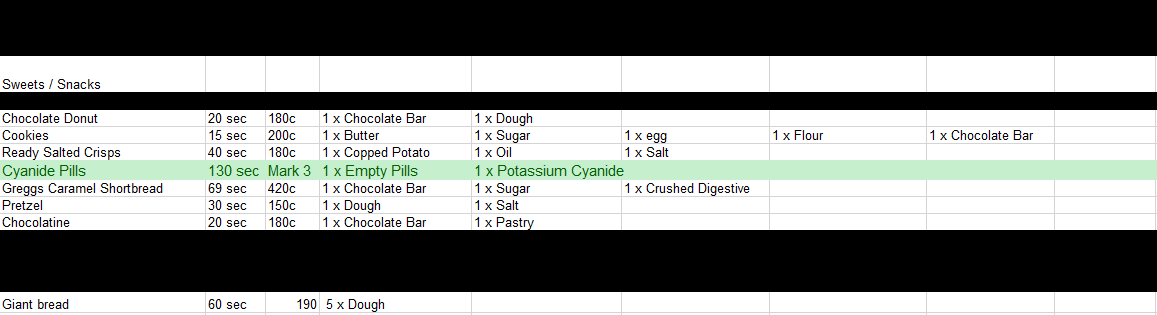 Sweets / Snacks
Chocolate Donut 20 sec 180c 1 x Chocolate Bar 1 x Dough
Cookies 15 sec 200c 1 x Butter 1 x Sugar 1 x egg 1 x Flour 1 x Chocolate Bar
Ready Salted Crisps 40 sec 180c 1 x Copped Potato 1 x Oil 1 x Salt
Cyanide Pills 130 sec Mark 3 1 x Empty Pills 1 x Potassium Cyanide
Greggs Caramel Shortbread 69 sec 420c 1 x Chocolate Bar 1 x Sugar 1 x Crushed Digestive
Pretzel 30 sec 150c 1 x Dough 1 x Salt
Chocolatine 20 sec 180c 1 x Chocolate Bar 1 x Pastry
Giant bread 60 sec 190 5 x Dough